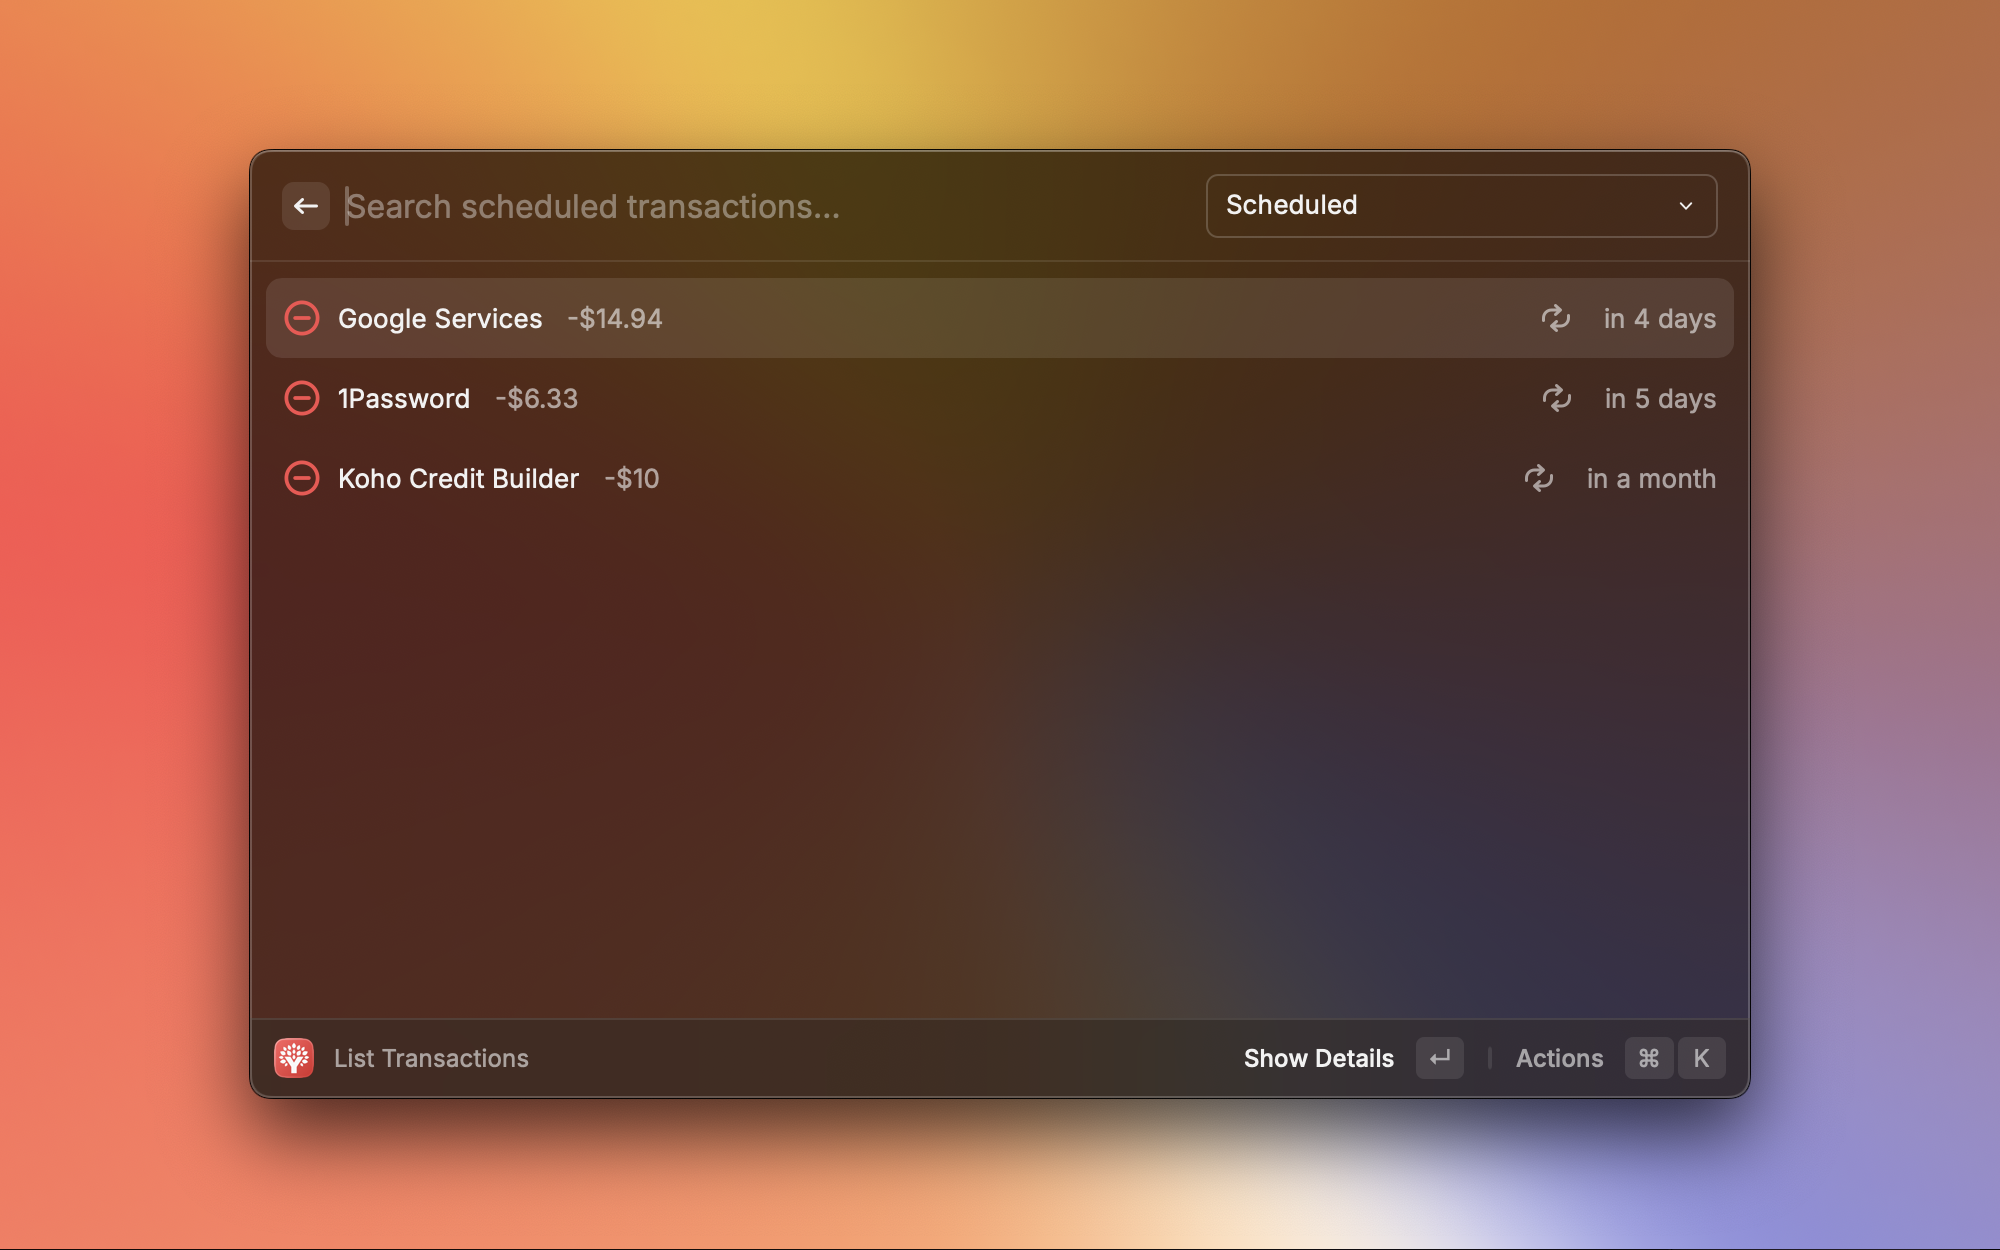 Search scheduled transactions...
Scheduled
Google Services -$14.94 in 4 days
1Password -$6.33 in 5 days
Koho Credit Builder -$10 in a month
List Transactions Show Details ↵ Actions ⌘ K